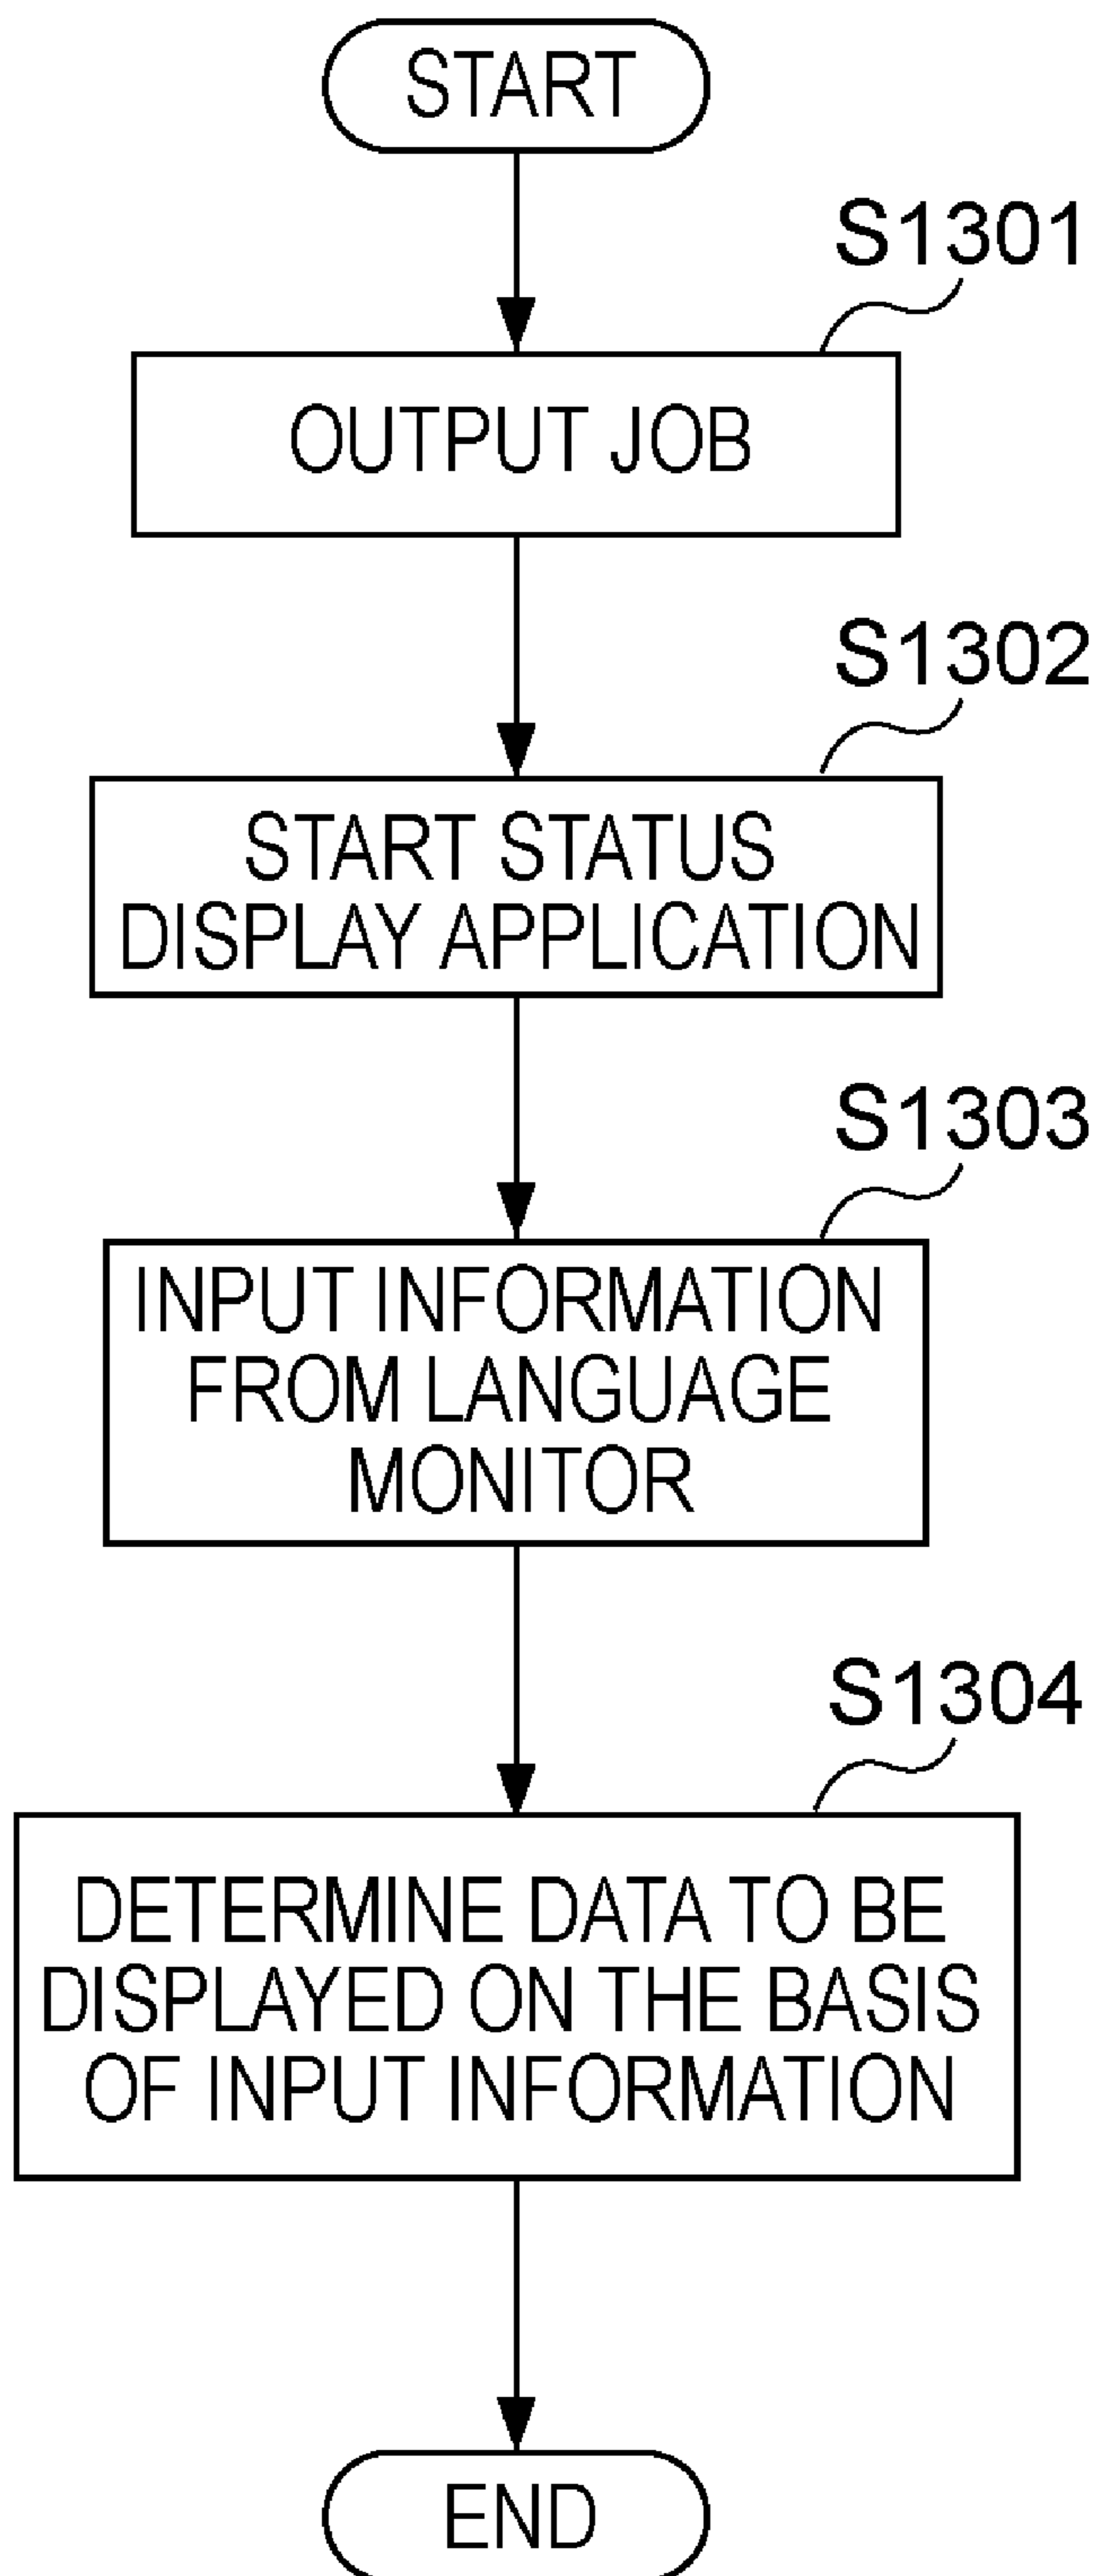 START
S1301
OUTPUT JOB
S1302
START STATUS
DISPLAY APPLICATION
S1303
INPUT INFORMATION
FROM LANGUAGE
MONITOR
S1304
DETERMINE DATA TO BE
DISPLAYED ON THE BASIS
OF INPUT INFORMATION
END